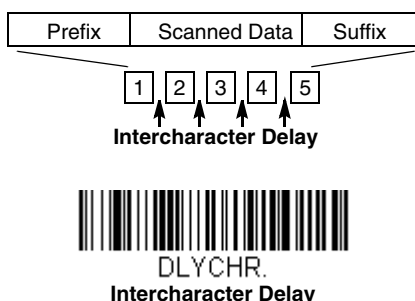 Prefix Scanned Data Suffix
1 2 3 4 5
Intercharacter Delay
DLYCHR.
Intercharacter Delay